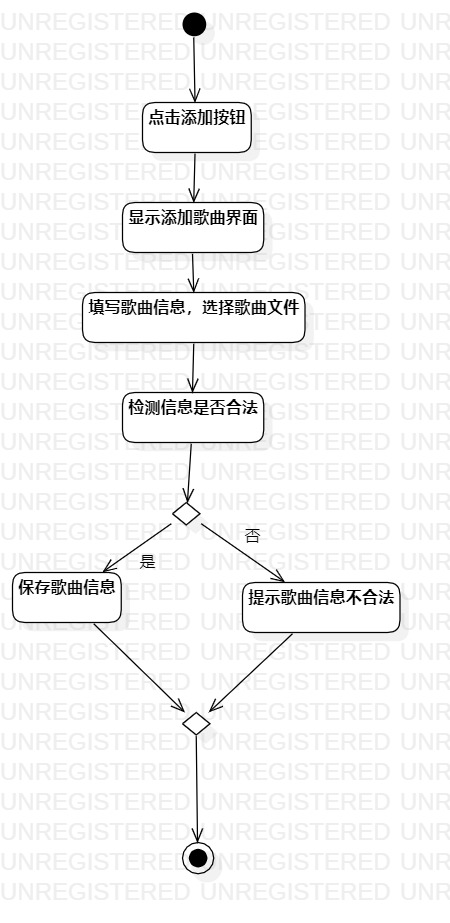 点击添加按钮
显示添加歌曲界面
填写歌曲信息，选择歌曲文件
检测信息是否合法
否
是
保存歌曲信息
提示歌曲信息不合法
UNREGISTERED